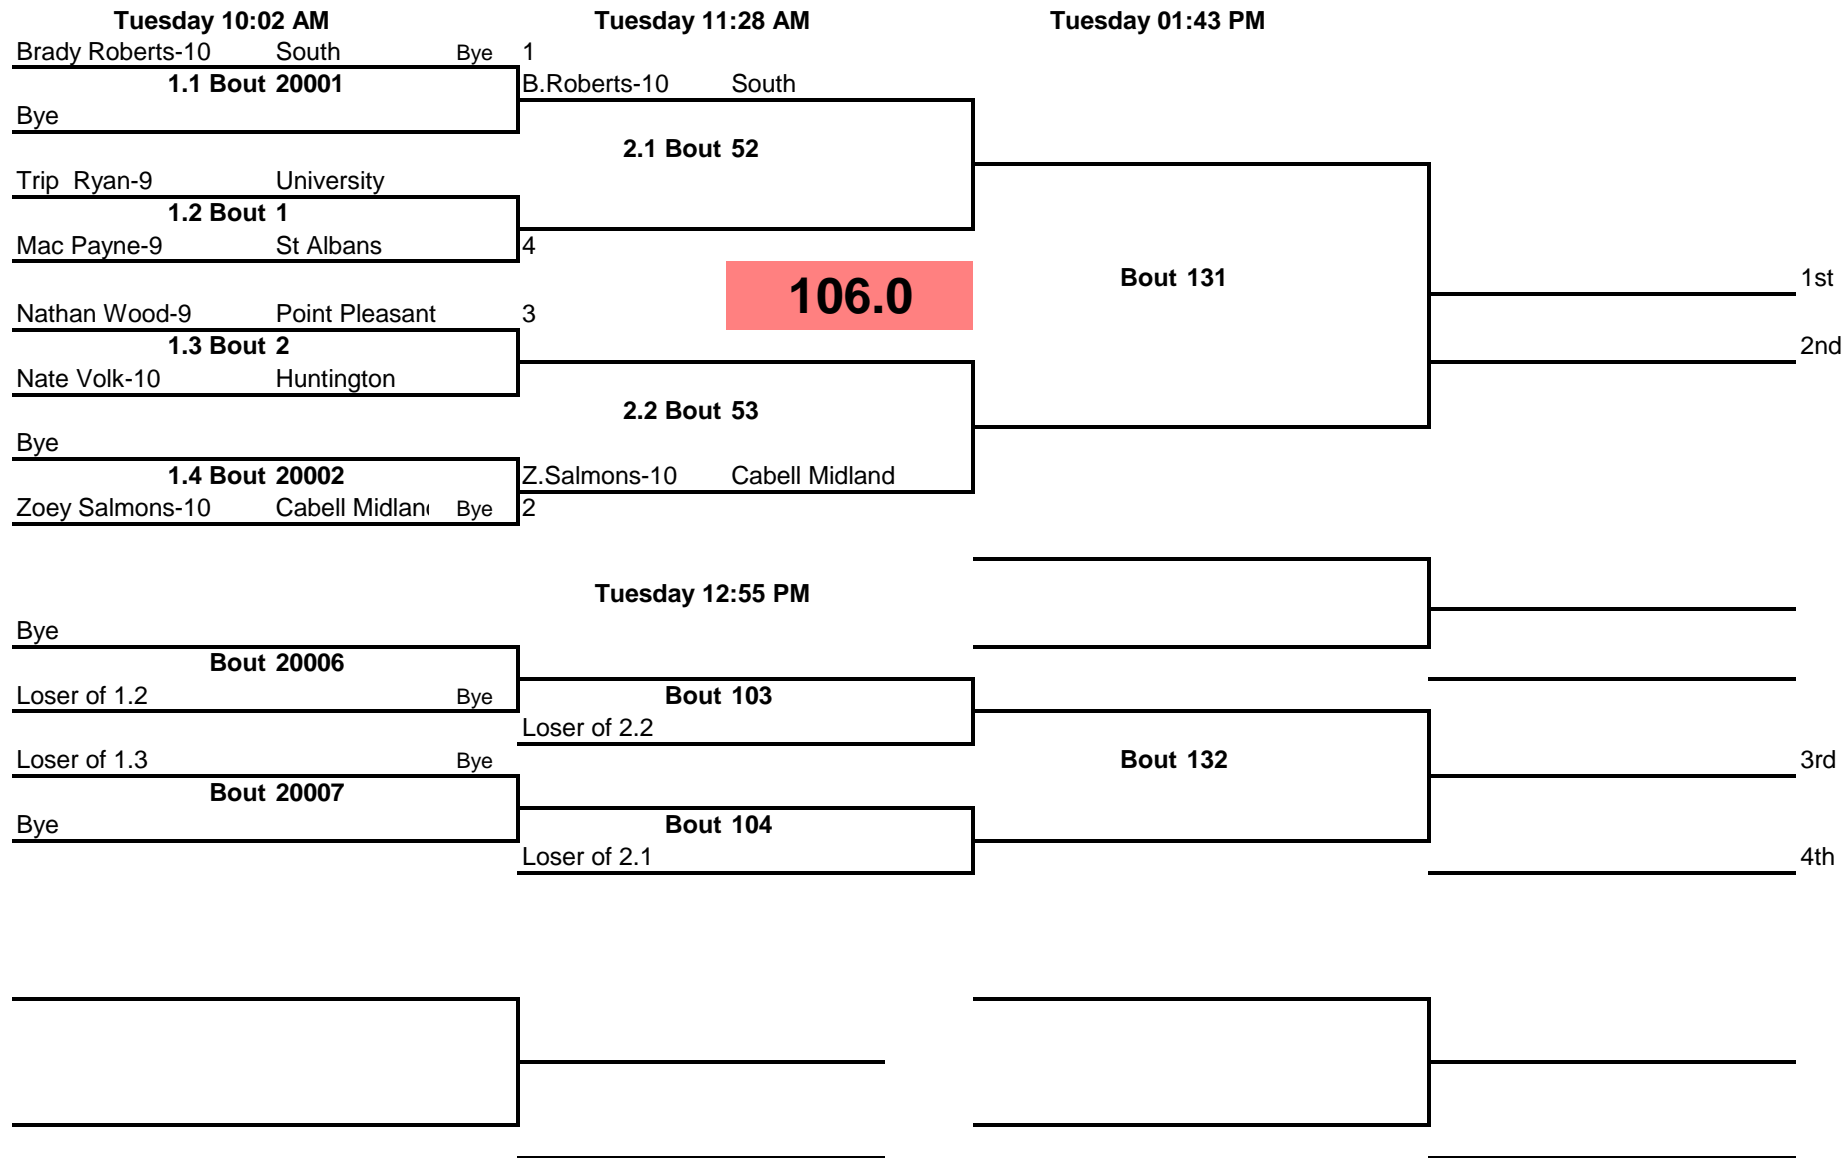 Tuesday 10:02 AM Tuesday 11:28 AM Tuesday 01:43 PM
Brady Roberts-10 South Bye 1
1.1 Bout 20001 B.Roberts-10 South
Bye
2.1 Bout 52
Trip Ryan-9 University
1.2 Bout 1
Mac Payne-9 St Albans 4
106.0 Bout 131 1st
Nathan Wood-9 Point Pleasant 3
1.3 Bout 2 2nd
Nate Volk-10 Huntington
2.2 Bout 53
Bye
1.4 Bout 20002 Z.Salmons-10 Cabell Midland
Zoey Salmons-10 Cabell Midlan Bye 2
Tuesday 12:55 PM
Bye
Bout 20006
Loser of 1.2 Bye Bout 103
Loser of 2.2
Loser of 1.3 Bye Bout 132 3rd
Bout 20007
Bye Bout 104
Loser of 2.1 4th